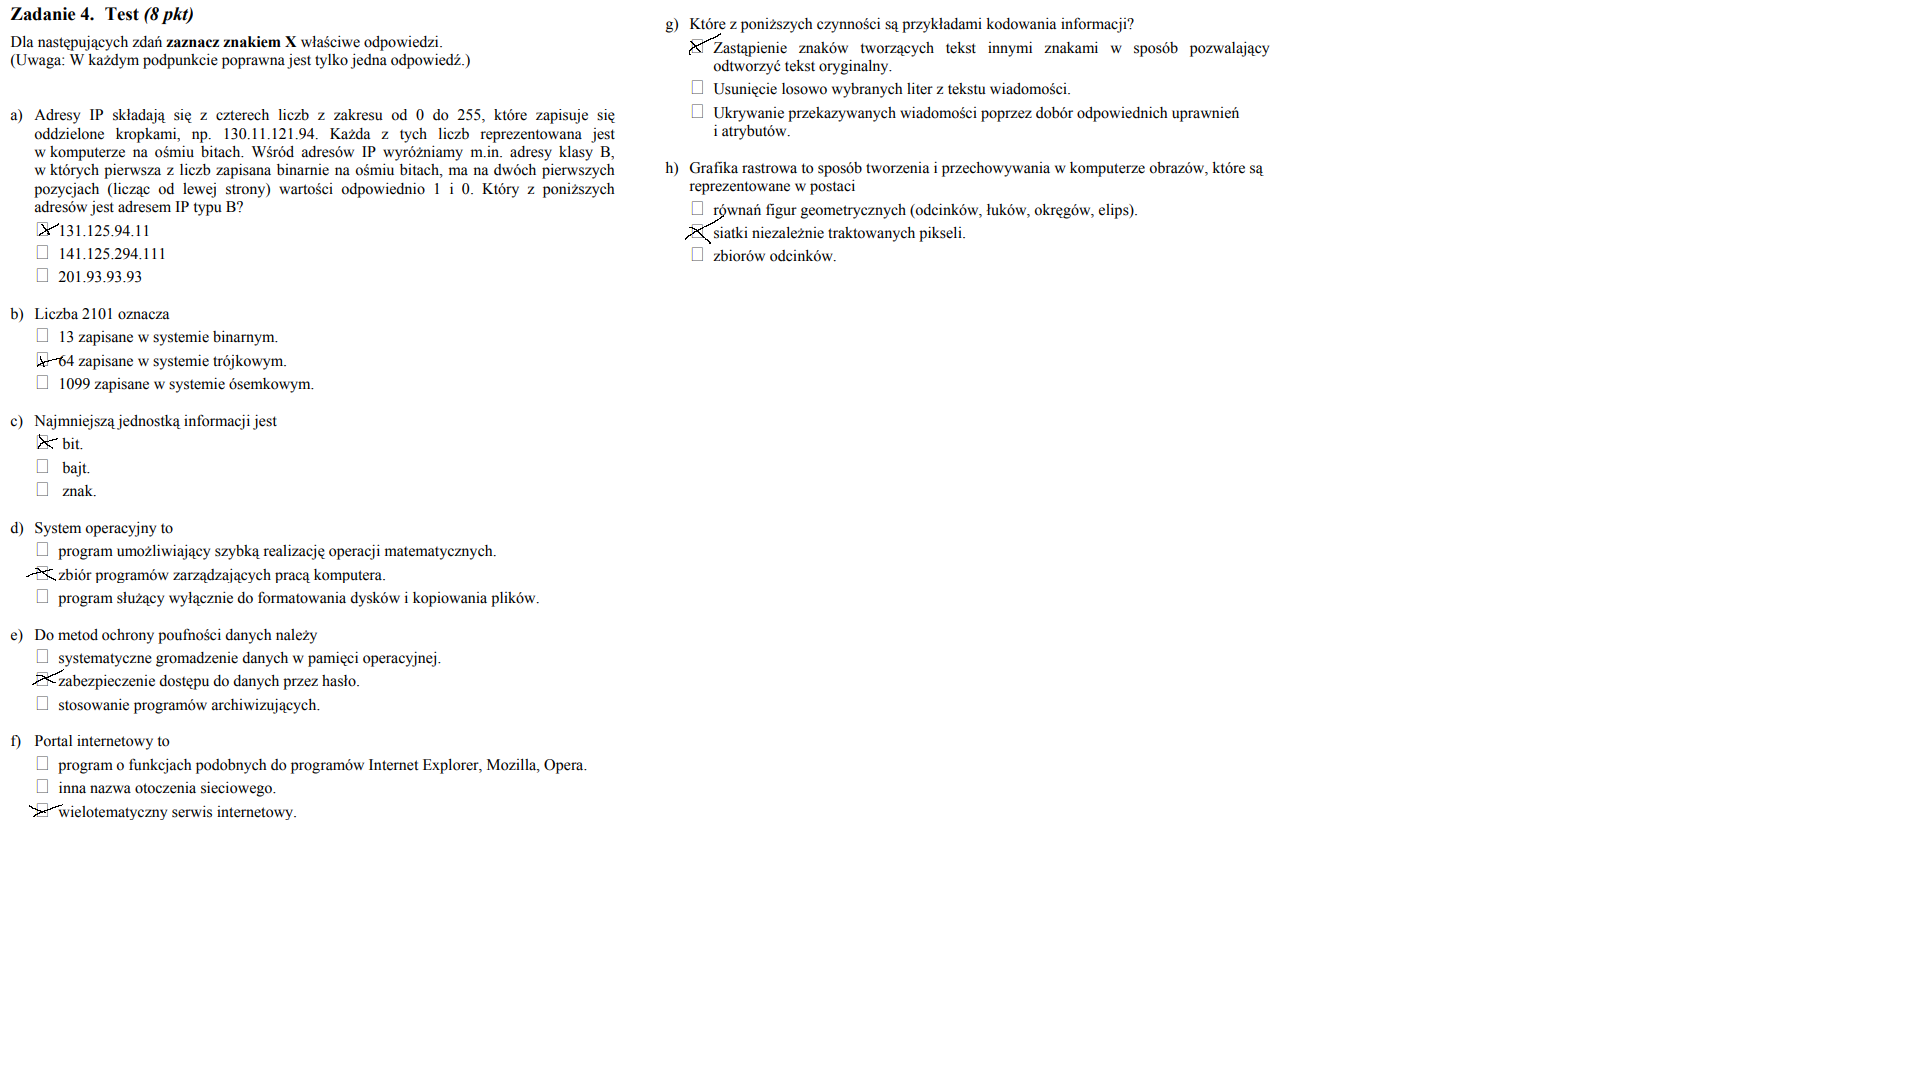 Zadanie 4. Test (8 pkt)
Dla następujących zdań zaznacz znakiem X właściwe odpowiedzi.
(Uwaga: W każdym podpunkcie poprawna jest tylko jedna odpowiedź.)
a) Adresy IP składają się z czterech liczb z zakresu od 0 do 255, które zapisuje się
oddzielone kropkami, np. 130.11.121.94. Każda z tych liczb reprezentowana jest
w komputerze na ośmiu bitach. Wśród adresów IP wyróżniamy m.in. adresy klasy B,
w których pierwsza z liczb zapisana binarnie na ośmiu bitach, ma na dwóch pierwszych
pozycjach (licząc od lewej strony) wartości odpowiednio 1 i 0. Który z poniższych
adresów jest adresem IP typu B?
131.125.94.11
141.125.294.111
201.93.93.93
b) Liczba 2101 oznacza
13 zapisane w systemie binarnym.
64 zapisane w systemie trójkowym.
1099 zapisane w systemie ósemkowym.
c) Najmniejszą jednostką informacji jest
bit.
bajt.
znak.
d) System operacyjny to
program umożliwiający szybką realizację operacji matematycznych.
zbiór programów zarządzających pracą komputera.
program służący wyłącznie do formatowania dysków i kopiowania plików.
e) Do metod ochrony poufności danych należy
systematyczne gromadzenie danych w pamięci operacyjnej.
zabezpieczenie dostępu do danych przez hasło.
stosowanie programów archiwizujących.
f) Portal internetowy to
program o funkcjach podobnych do programów Internet Explorer, Mozilla, Opera.
inna nazwa otoczenia sieciowego.
wielotematyczny serwis internetowy.
g) Które z poniższych czynności są przykładami kodowania informacji?
Zastąpienie znaków tworzących tekst innymi znakami w sposób pozwalający
odtworzyć tekst oryginalny.
Usunięcie losowo wybranych liter z tekstu wiadomości.
Ukrywanie przekazywanych wiadomości poprzez dobór odpowiednich uprawnień
i atrybutów.
h) Grafika rastrowa to sposób tworzenia i przechowywania w komputerze obrazów, które są
reprezentowane w postaci
równań figur geometrycznych (odcinków, łuków, okręgów, elips).
siatki niezależnie traktowanych pikseli.
zbiorów odcinków.